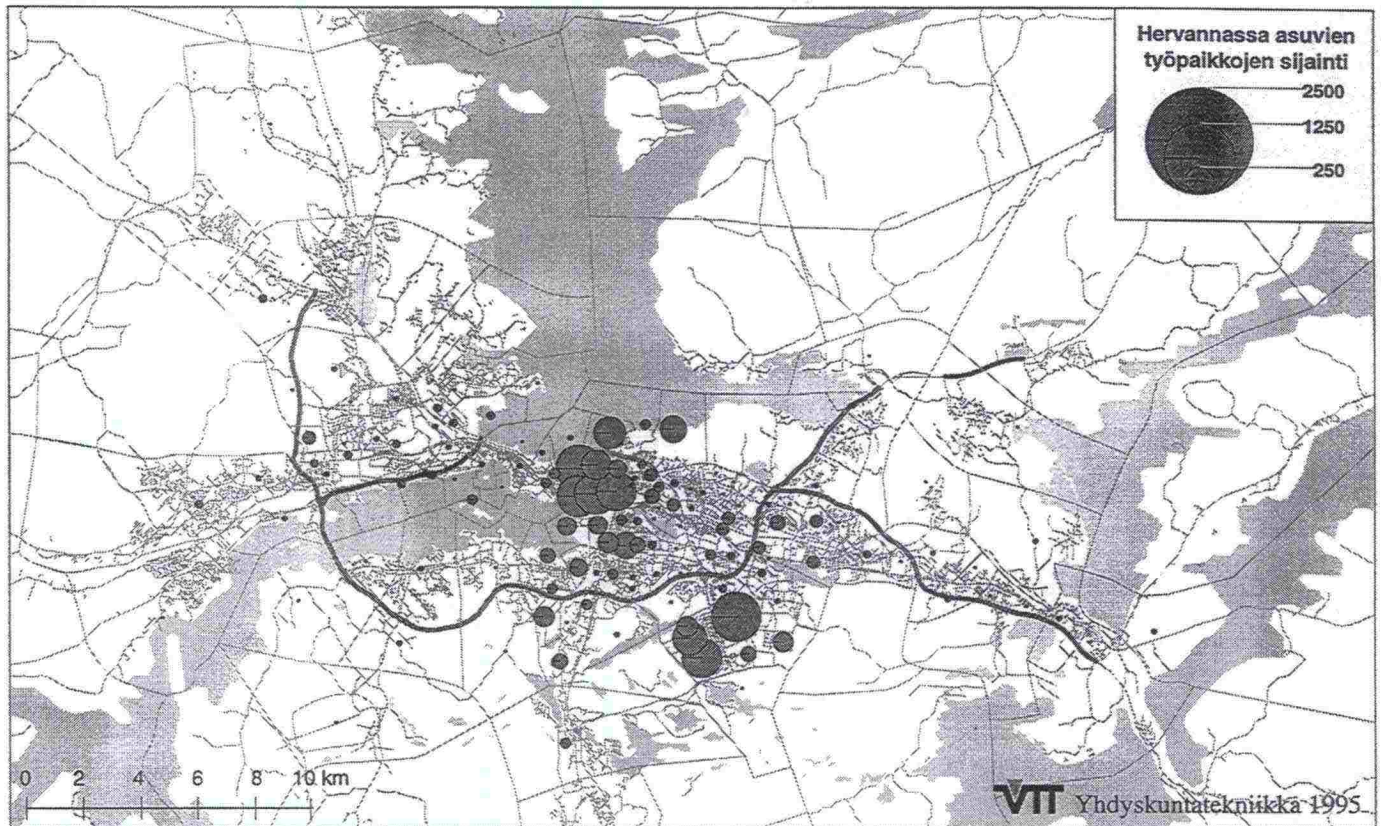 Hervannassa asuvien
työpaikkojen sijainti
2500
1250
250
0 2 4 6 8 10 km
VTT Yhdyskuntatekniikka 1995